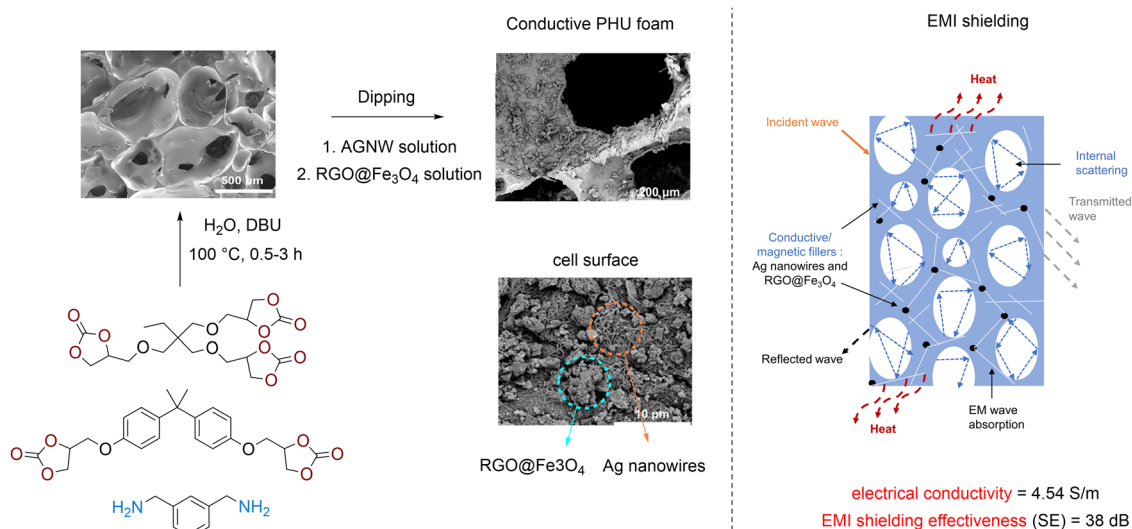 Conductive PHU foam
500 µm
Dipping
1. AGNW solution
2. RGO@Fe₃O₄ solution
200 µm
H₂O, DBU
100 °C, 0.5-3 h
cell surface
10 µm
RGO@Fe3O₄ Ag nanowires
O O O O O O O O O O O O
O O O O O O O O
H₂N NH₂
EMI shielding
Heat
Incident wave
Internal
scattering
Transmitted
wave
Conductive/
magnetic fillers :
Ag nanowires and
RGO@Fe₃O₄
Reflected wave
EM wave
absorption
Heat
electrical conductivity = 4.54 S/m
EMI shielding effectiveness (SE) = 38 dB